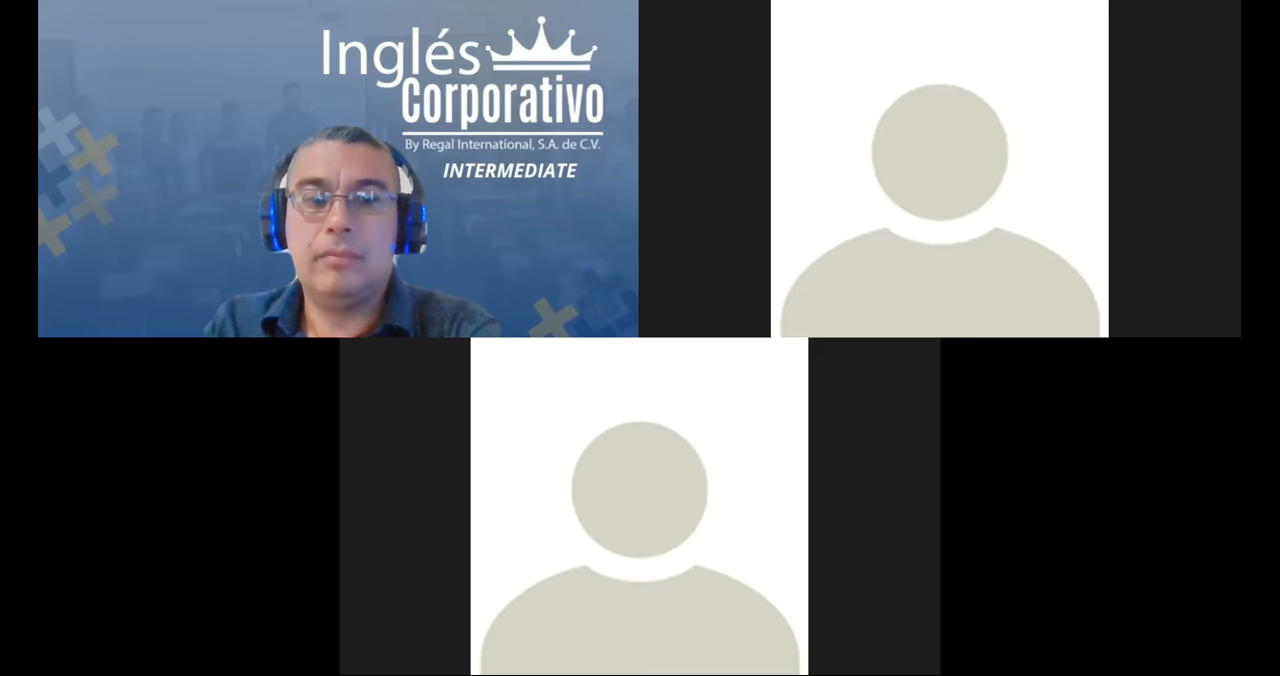 Inglés
Corporativo
By Regal International, S.A. de C.V.
INTERMEDIATE